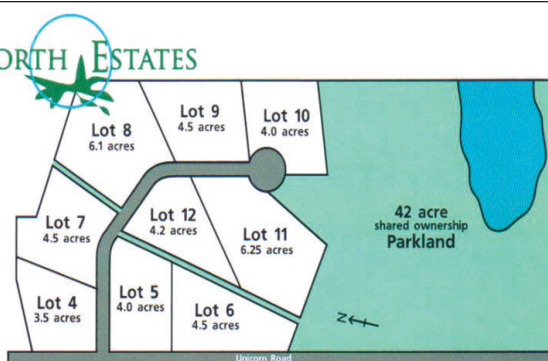 ORTH ESTATES
Lot 8
6.1 acres
Lot 9
4.5 acres
Lot 10
4.0 acres
Lot 7
4.5 acres
Lot 12
4.2 acres
Lot 11
6.25 acres
42 acre
shared ownership
Parkland
Lot 4
3.5 acres
Lot 5
4.0 acres
Lot 6
4.5 acres
N
Unicorn Road